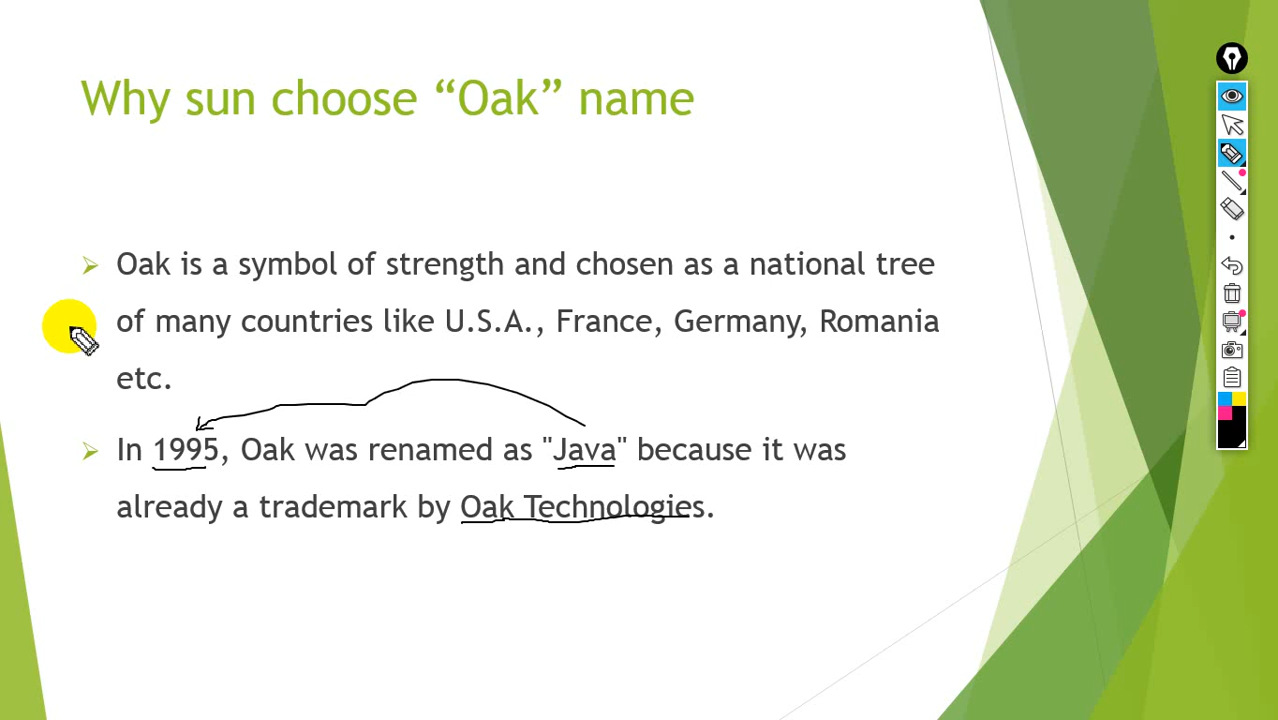 Why sun choose “Oak” name
Oak is a symbol of strength and chosen as a national tree
of many countries like U.S.A., France, Germany, Romania
etc.
In 1995, Oak was renamed as "Java" because it was
already a trademark by Oak Technologies.